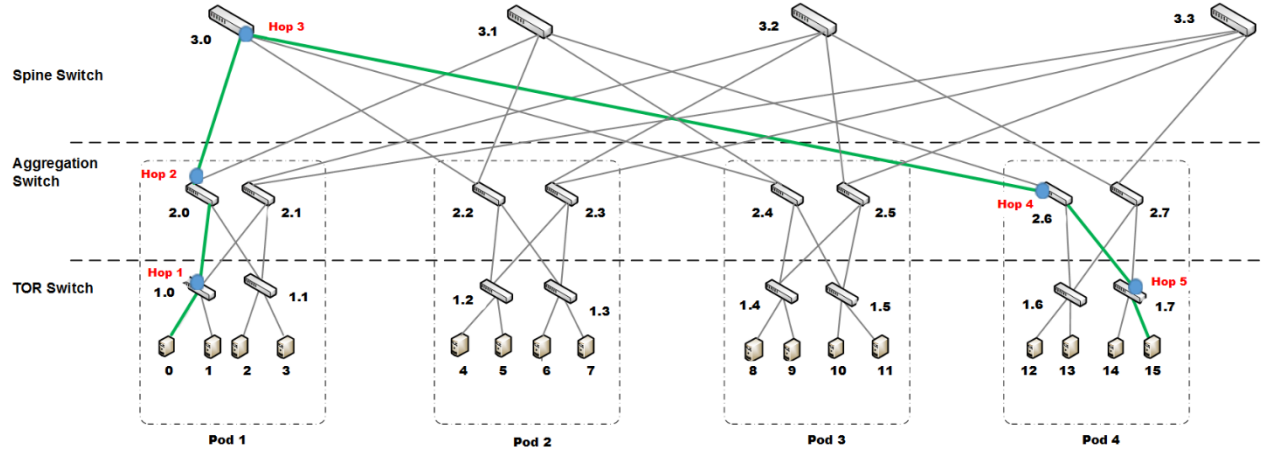 Hop 3
3.0
3.1
3.2
3.3
Spine Switch
Aggregation
Switch
Hop 2
2.0
2.1
2.2
2.3
2.4
2.5
Hop 4
2.6
2.7
TOR Switch
Hop 1
1.0
1.1
1.2
1.3
1.4
1.5
1.6
Hop 5
1.7
0
1
2
3
4
5
6
7
8
9
10
11
12
13
14
15
Pod 1
Pod 2
Pod 3
Pod 4